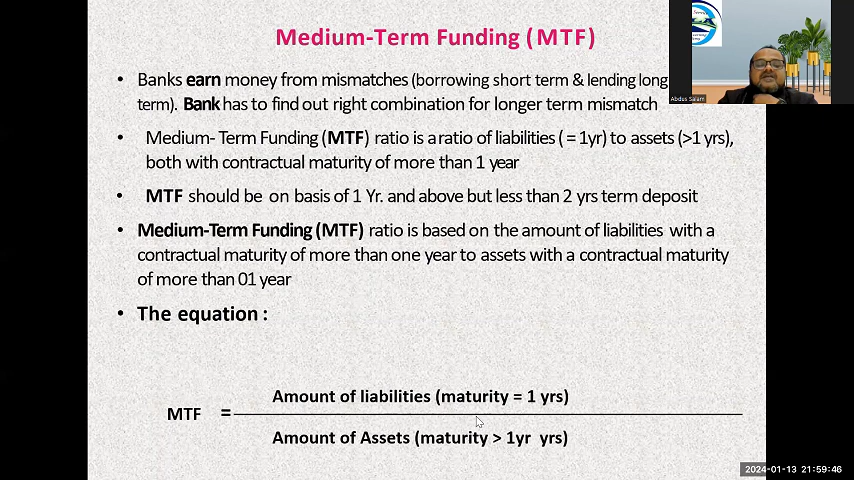 Medium-Term Funding (MTF)
• Banks earn money from mismatches (borrowing short term & lending long
term). Bank has to find out right combination for longer term mismatch
• Medium- Term Funding (MTF) ratio is a ratio of liabilities ( = 1yr) to assets (>1 yrs),
both with contractual maturity of more than 1 year
• MTF should be on basis of 1 Yr. and above but less than 2 yrs term deposit
• Medium-Term Funding (MTF) ratio is based on the amount of liabilities with a
contractual maturity of more than one year to assets with a contractual maturity
of more than 01 year
• The equation :
Amount of liabilities (maturity = 1 yrs)
MTF =
Amount of Assets (maturity > 1yr yrs)
Abdus Salam
2024-01-13 21:59:46